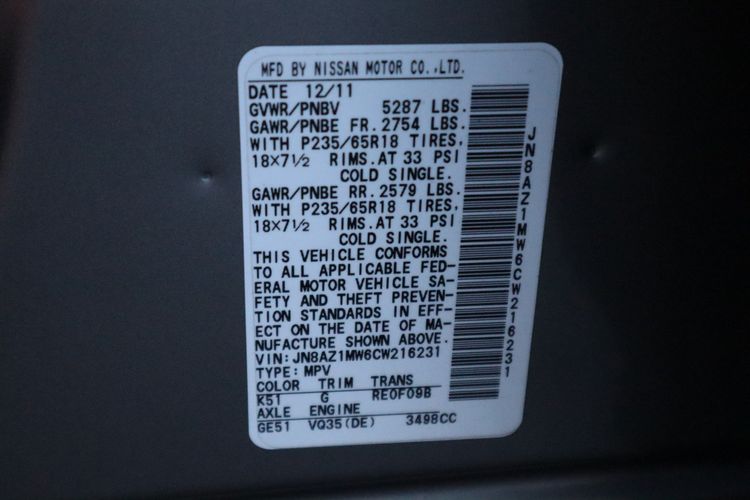 MFD BY NISSAN MOTOR CO.,LTD.
DATE 12/11
GVWR/PNBV 5287 LBS.
GAWR/PNBE FR. 2754 LBS.
WITH P235/65R18 TIRES,
18×7½ RIMS. AT 33 PSI
COLD SINGLE.
GAWR/PNBE RR. 2579 LBS.
WITH P235/65R18 TIRES,
18×7½ RIMS. AT 33 PSI
COLD SINGLE.
THIS VEHICLE CONFORMS
TO ALL APPLICABLE FED-
ERAL MOTOR VEHICLE SA-
FETY AND THEFT PREVEN-
TION STANDARDS IN EFF-
ECT ON THE DATE OF MA-
NUFACTURE SHOWN ABOVE.
VIN: JN8AZ1MW6CW216231
TYPE: MPV
COLOR TRIM TRANS
K51 G RE0F09B
AXLE ENGINE
GE51 VQ35(DE) 3498CC
JN8AZ1MW6CW216231